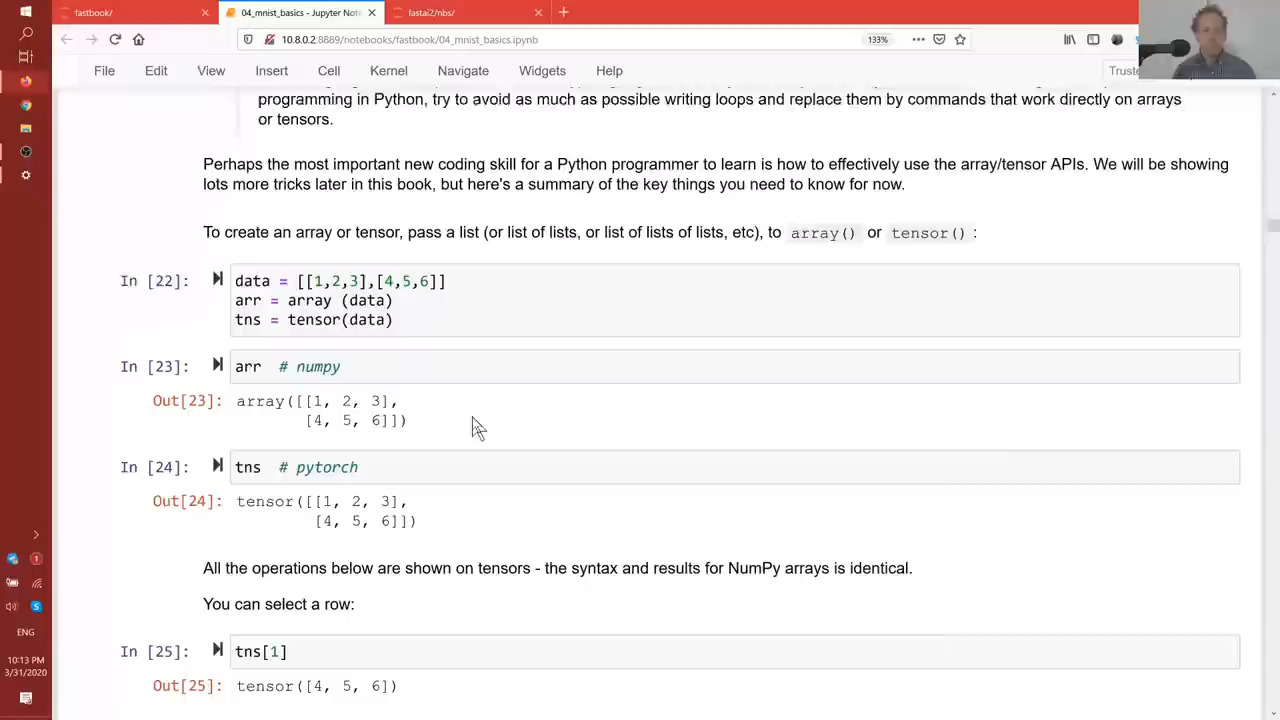 fastbook/
04_mnist_basics - Jupyter Not
fastai2/nbs/
10.8.0.2:8889/notebooks/fastbook/04_mnist_basics.ipynb
133%
File Edit View Insert Cell Kernel Navigate Widgets Help
Truste
programming in Python, try to avoid as much as possible writing loops and replace them by commands that work directly on arrays
or tensors.
Perhaps the most important new coding skill for a Python programmer to learn is how to effectively use the array/tensor APIs. We will be showing
lots more tricks later in this book, but here's a summary of the key things you need to know for now.
To create an array or tensor, pass a list (or list of lists, or list of lists of lists, etc), to array() or tensor() :
In [22]: data = [[1,2,3],[4,5,6]]
arr = array (data)
tns = tensor(data)
In [23]: arr # numpy
Out[23]: array([[1, 2, 3],
[4, 5, 6]])
In [24]: tns # pytorch
Out[24]: tensor([[1, 2, 3],
[4, 5, 6]])
All the operations below are shown on tensors - the syntax and results for NumPy arrays is identical.
You can select a row:
In [25]: tns[1]
Out[25]: tensor([4, 5, 6])
1
ENG
10:13 PM
3/31/2020